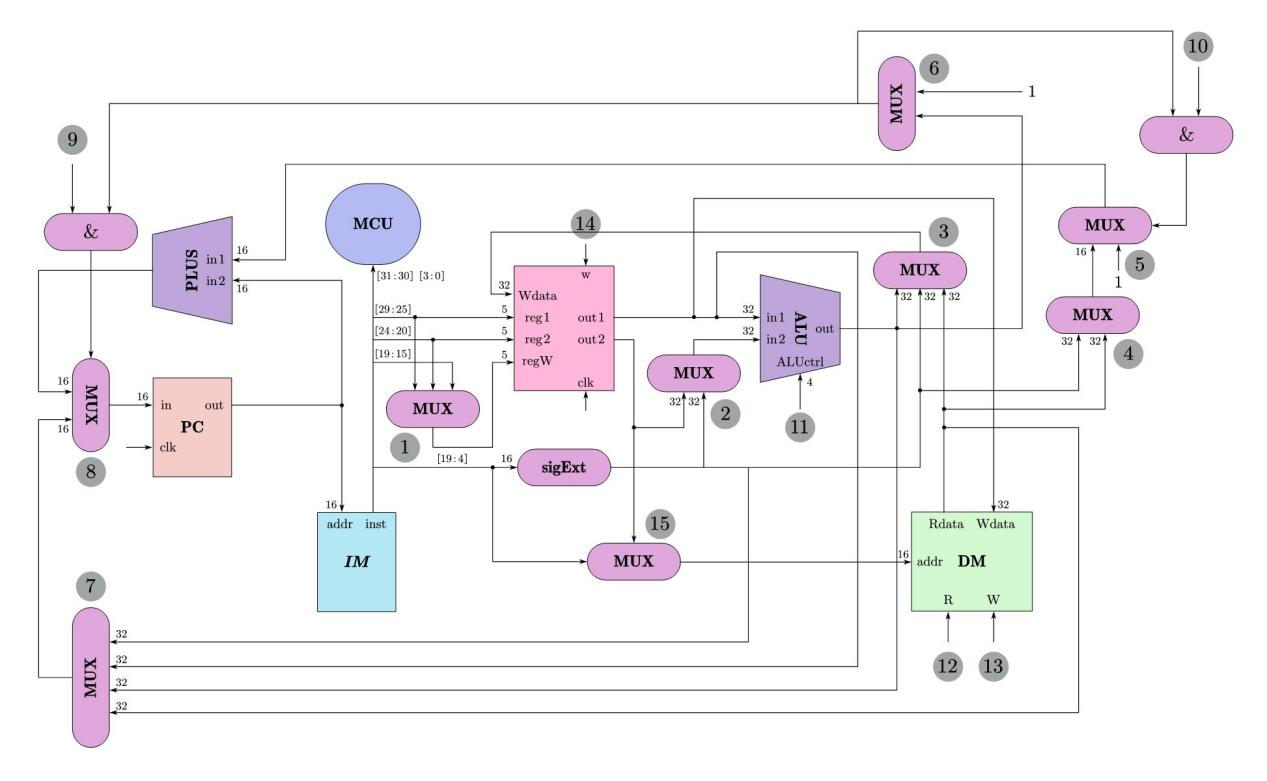 10
6
MUX
1
&
9
&
MCU
14
3
MUX
5
16
1
PLUS
in1
16
in2
16
[31:30] [3:0]
w
32
Wdata
[29:25]
5
reg1
out1
[24:20]
5
reg2
out2
[19:15]
5
regW
clk
32
in1
32
in2
ALU
out
ALUctrl
4
11
MUX
32
32
32
MUX
32
32
4
MUX
32
32
2
MUX
1
16
MUX
16
8
16
in
out
PC
clk
[19:4]
16
sigExt
15
MUX
16
addr
inst
IM
32
Rdata
Wdata
16
addr
DM
R
W
12
13
7
MUX
32
32
32
32